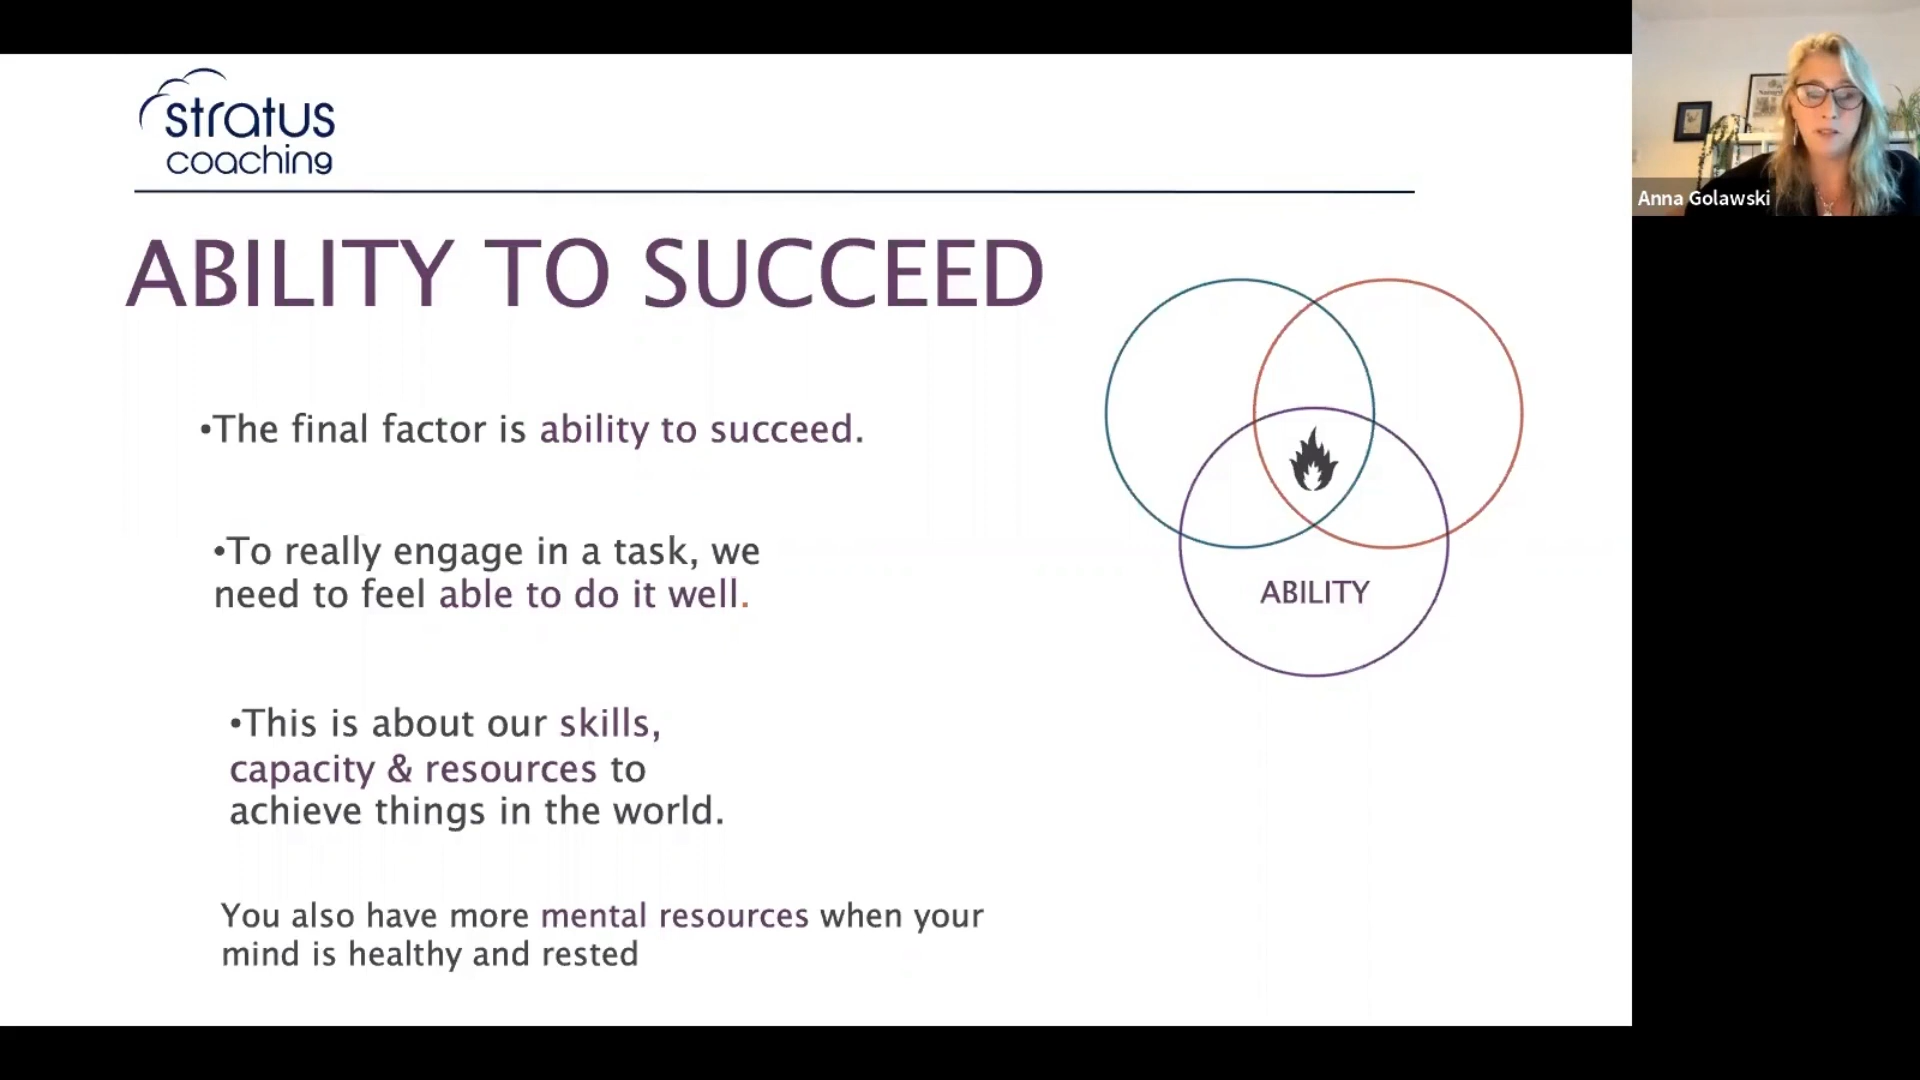 stratus
coaching
Anna Golawski
ABILITY TO SUCCEED
•The final factor is ability to succeed.
•To really engage in a task, we
need to feel able to do it well.
ABILITY
•This is about our skills,
capacity & resources to
achieve things in the world.
You also have more mental resources when your
mind is healthy and rested